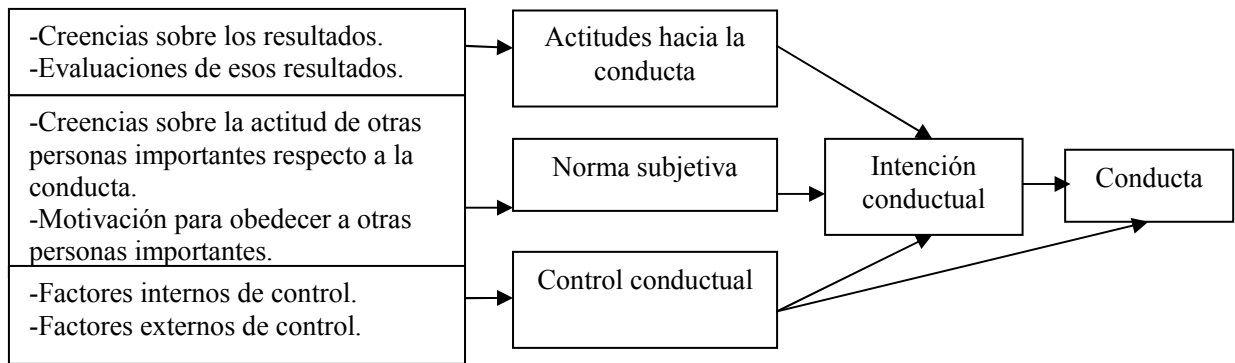 -Creencias sobre los resultados.
-Evaluaciones de esos resultados.
-Creencias sobre la actitud de otras
personas importantes respecto a la
conducta.
-Motivación para obedecer a otras
personas importantes.
-Factores internos de control.
-Factores externos de control.
Actitudes hacia la
conducta
Norma subjetiva
Control conductual
Intención
conductual
Conducta